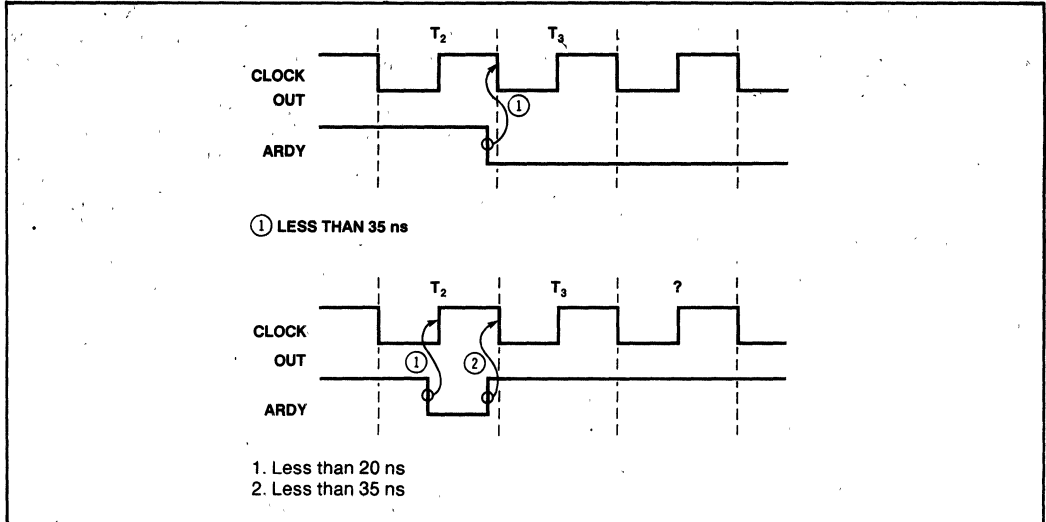 T2 T3
CLOCK
OUT
1
ARDY
1 LESS THAN 35 ns
T2 T3 ?
CLOCK
OUT
1 2
ARDY
1. Less than 20 ns
2. Less than 35 ns